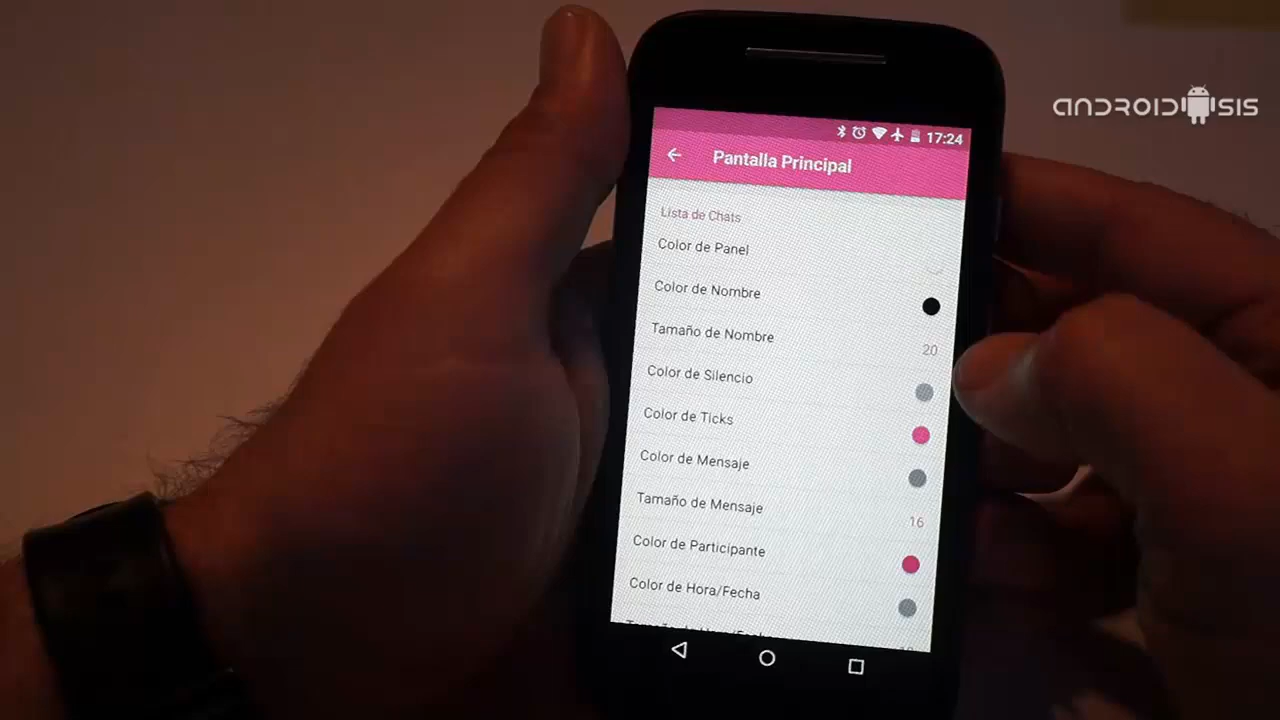 ANDROIDSIS
17:24
Pantalla Principal
Lista de Chats
Color de Panel
Color de Nombre
Tamaño de Nombre
20
Color de Silencio
Color de Ticks
Color de Mensaje
Tamaño de Mensaje
16
Color de Participante
Color de Hora/Fecha